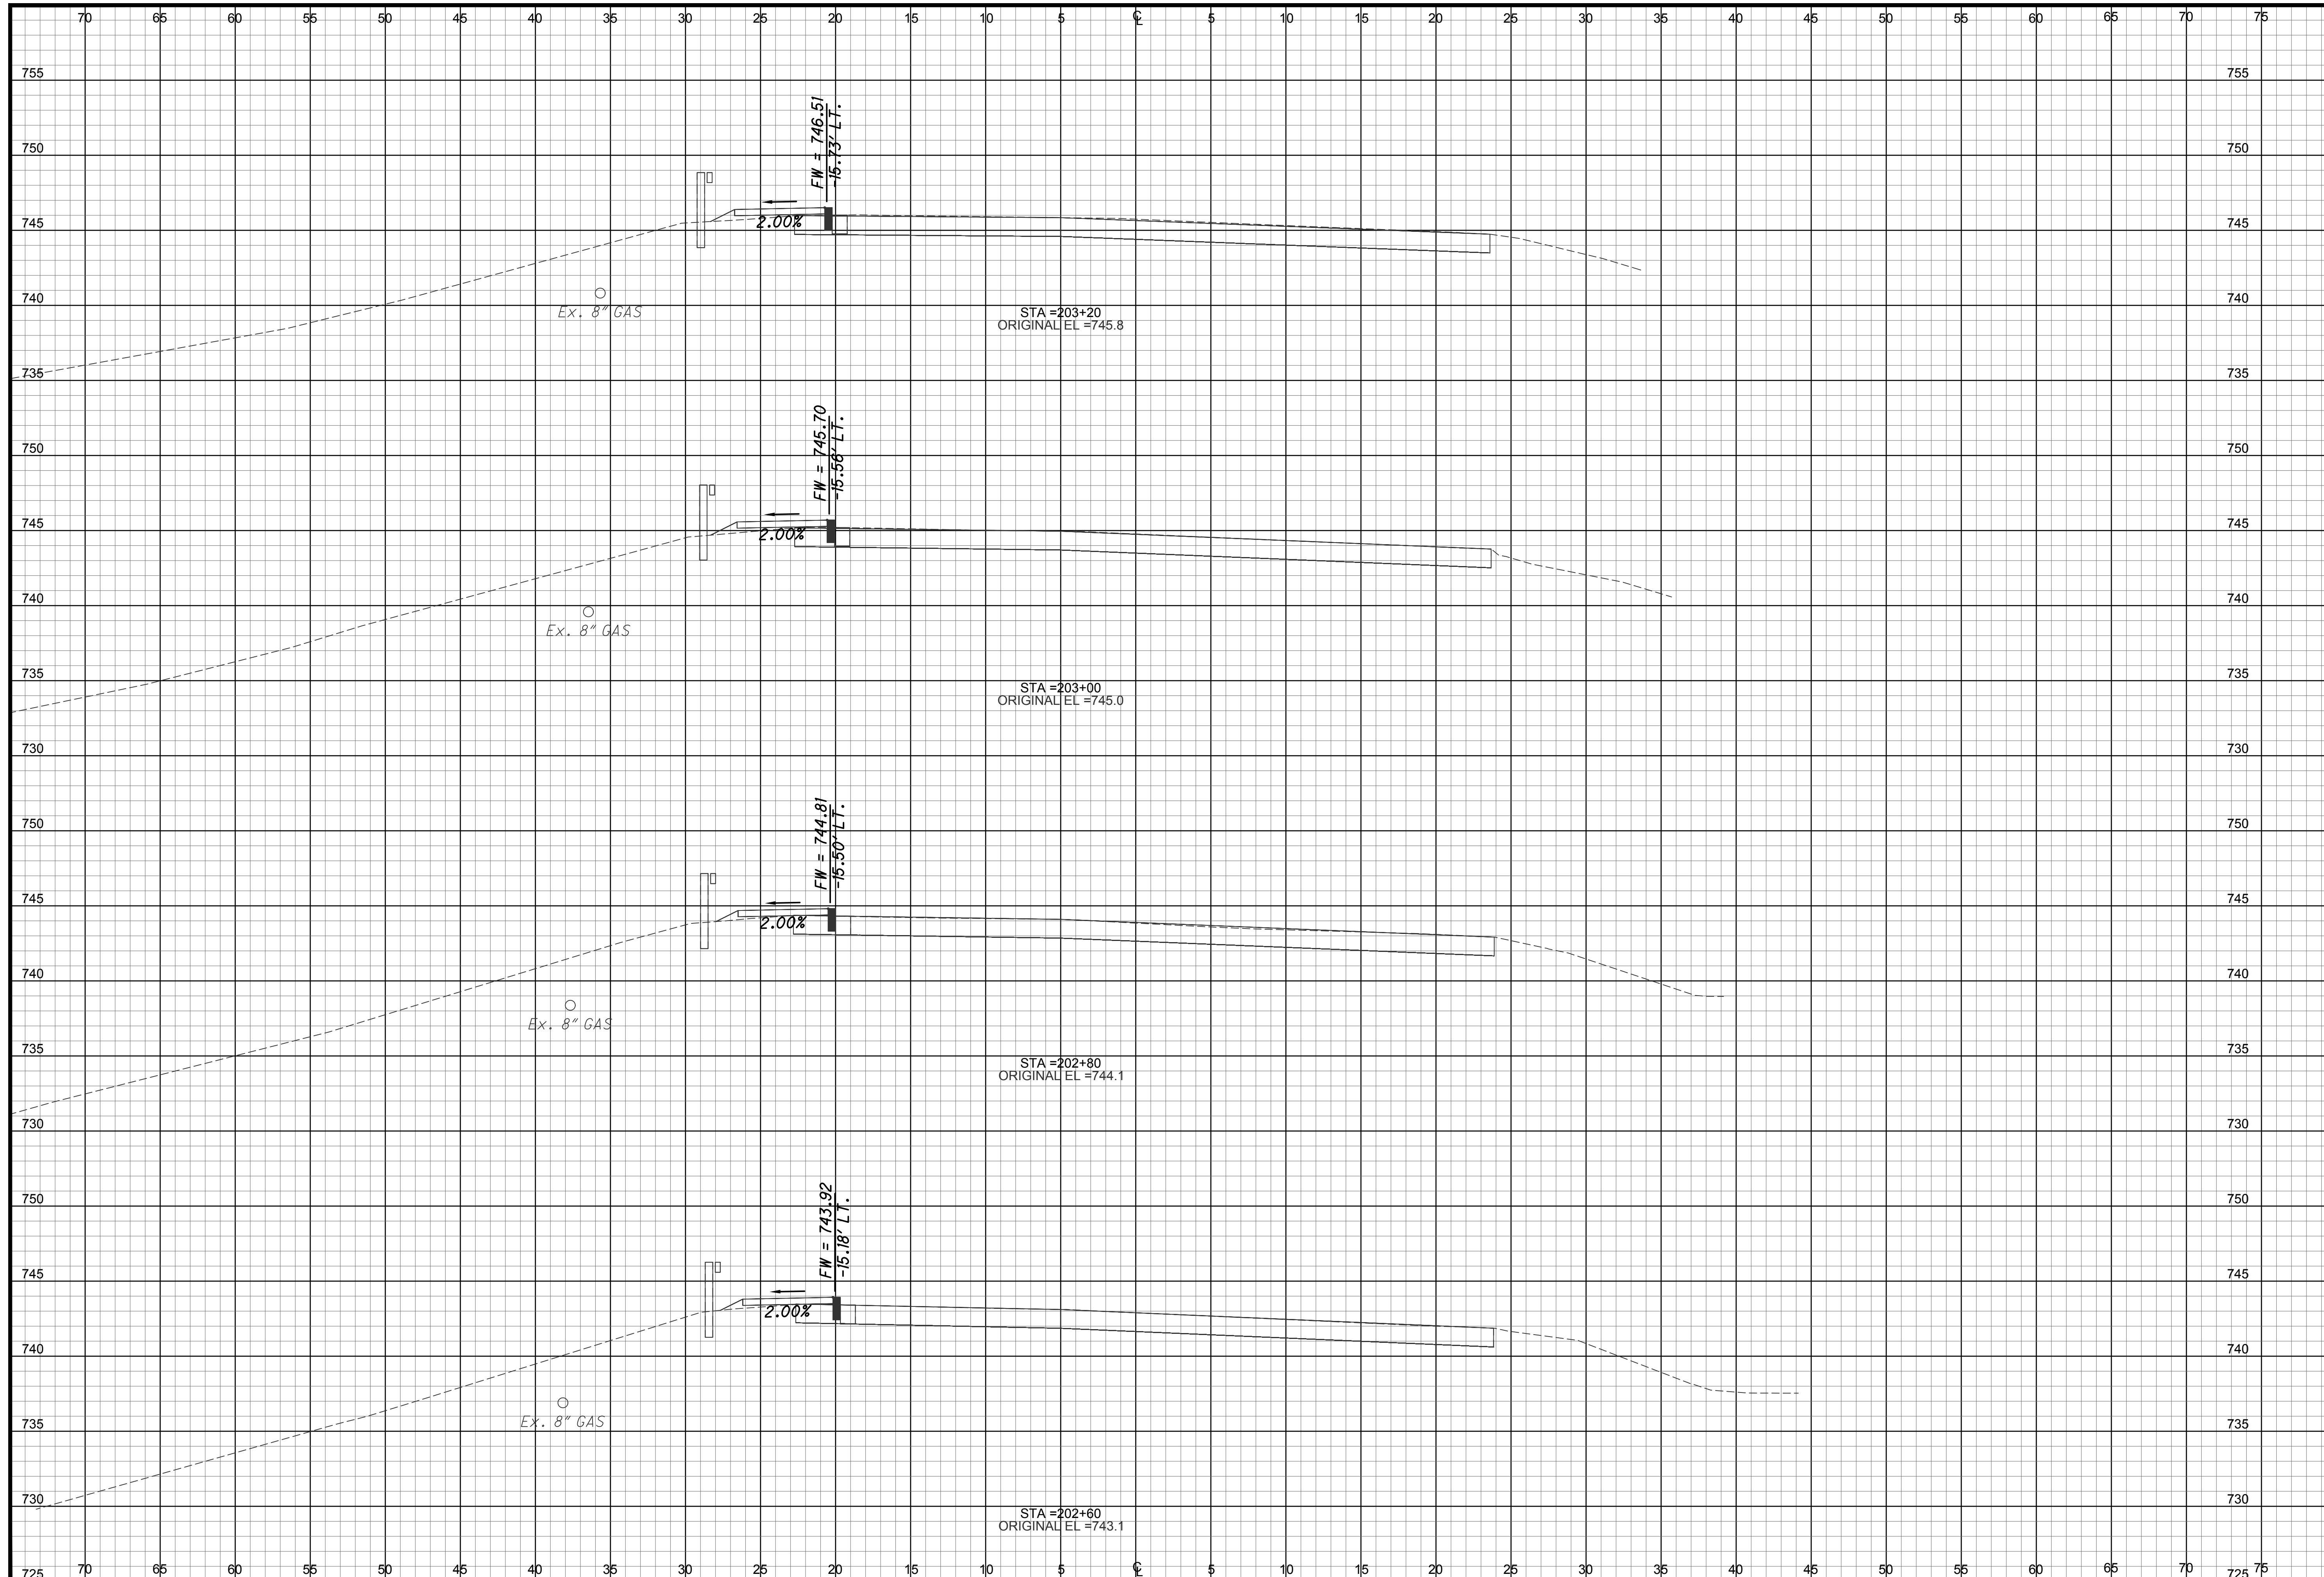 70 65 60 55 50 45 40 35 30 25 20 15 10 5 CL 5 10 15 20 25 30 35 40 45 50 55 60 65 70 75
755 755
FW = 746.51
-15.73' LT.
750 750
745 2.00% 745
740 740
Ex. 8" GAS
STA =203+20
ORIGINAL EL =745.8
735 735
FW = 745.70
-15.56' LT.
750 750
745 2.00% 745
740 740
Ex. 8" GAS
735 735
STA =203+00
ORIGINAL EL =745.0
730 730
FW = 744.81
-15.50' LT.
750 750
745 745
2.00%
740 740
Ex. 8" GAS
735 735
STA =202+80
ORIGINAL EL =744.1
730 730
FW = 743.92
-15.18' LT.
750 750
745 745
2.00%
740 740
Ex. 8" GAS
735 735
730 730
STA =202+60
ORIGINAL EL =743.1
725 70 65 60 55 50 45 40 35 30 25 20 15 10 5 CL 5 10 15 20 25 30 35 40 45 50 55 60 65 70 725 75